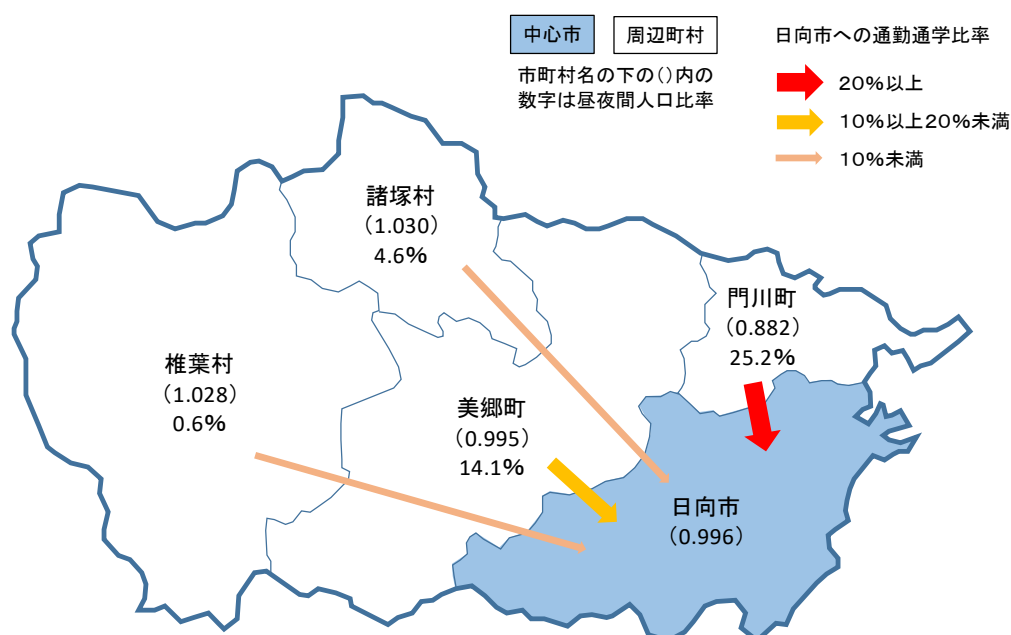 中心市
周辺町村
市町村名の下の()内の
数字は昼夜間人口比率
日向市への通勤通学比率
20%以上
10%以上20%未満
10%未満
諸塚村
(1.030)
4.6%
門川町
(0.882)
25.2%
椎葉村
(1.028)
0.6%
美郷町
(0.995)
14.1%
日向市
(0.996)